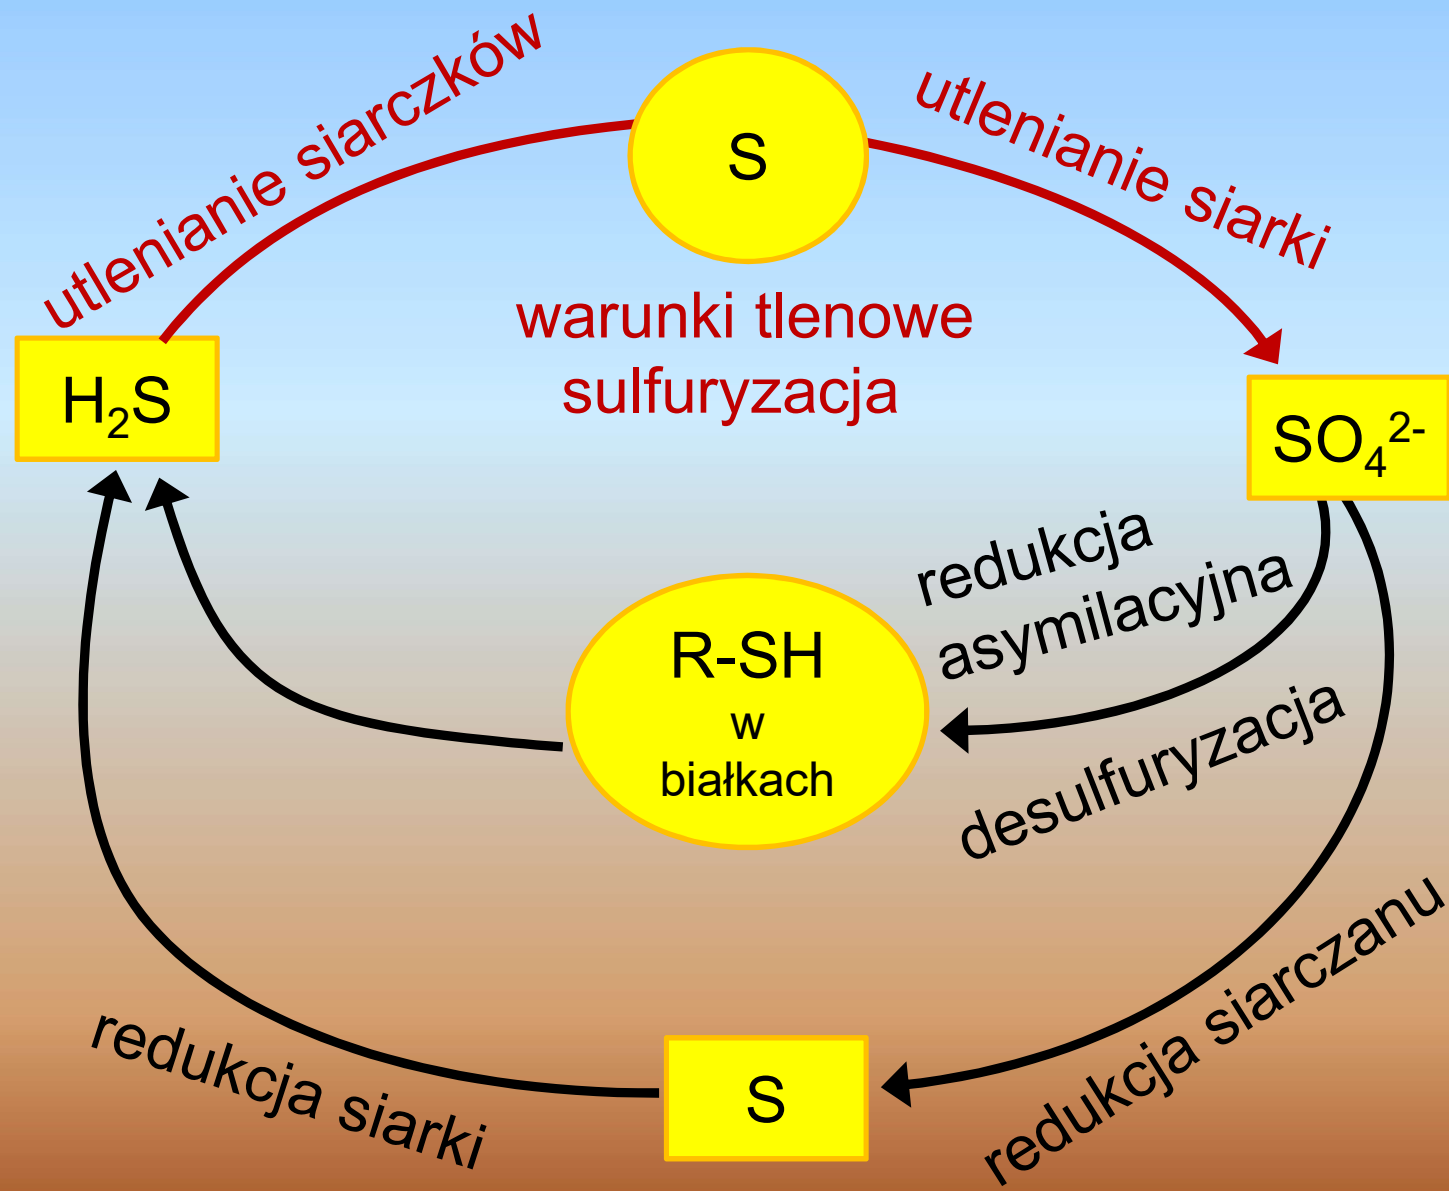 utlenianie siarczków
S
utlenianie siarki
warunki tlenowe
sulfuryzacja
H₂S
SO₄²⁻
redukcja
asymilacyjna
R-SH
w
białkach
desulfuryzacja
redukcja siarczanu
redukcja siarki
S